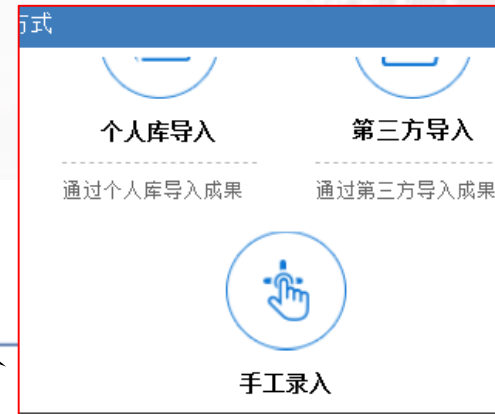 方式
个人库导入
第三方导入
通过个人库导入成果
通过第三方导入成果
手工录入